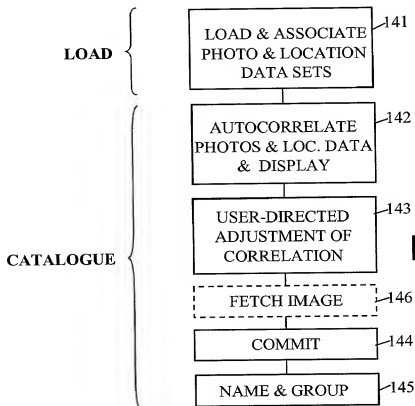 LOAD
LOAD & ASSOCIATE
PHOTO & LOCATION
DATA SETS
141
CATALOGUE
AUTOCORRELATE
PHOTOS & LOC. DATA
& DISPLAY
142
USER-DIRECTED
ADJUSTMENT OF
CORRELATION
143
FETCH IMAGE
146
COMMIT
144
NAME & GROUP
145